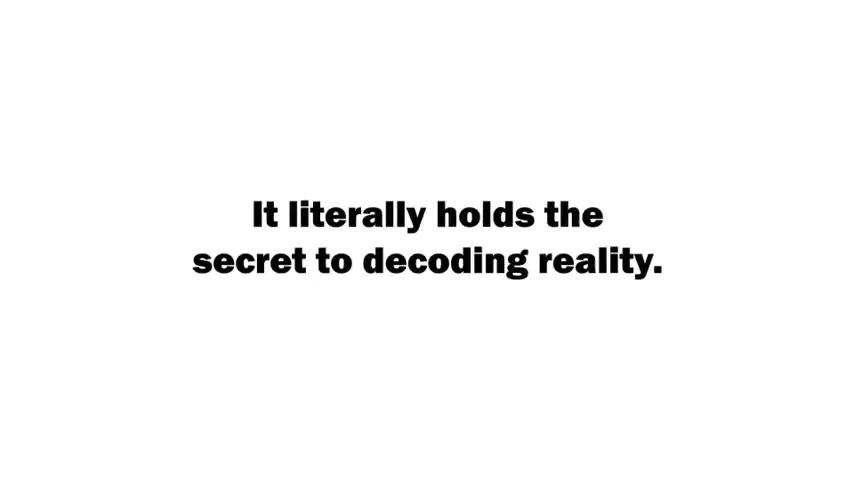 It literally holds the
secret to decoding reality.